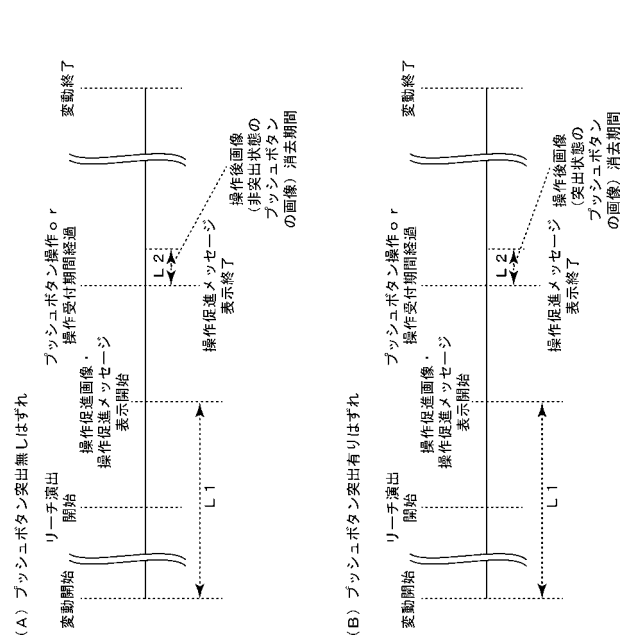 (A) プッシュボタン突出無しはずれ
変動開始
リーチ演出
開始
操作促進画像・
操作促進メッセージ
表示開始
プッシュボタン操作or
操作受付期間経過
変動終了
L1
L2
操作促進メッセージ
表示終了
操作後画像
(非突出状態の
プッシュボタン
の画像)消去期間
(B) プッシュボタン突出有りはずれ
変動開始
リーチ演出
開始
操作促進画像・
操作促進メッセージ
表示開始
プッシュボタン操作or
操作受付期間経過
変動終了
L1
L2
操作促進メッセージ
表示終了
操作後画像
(突出状態の
プッシュボタン
の画像)消去期間